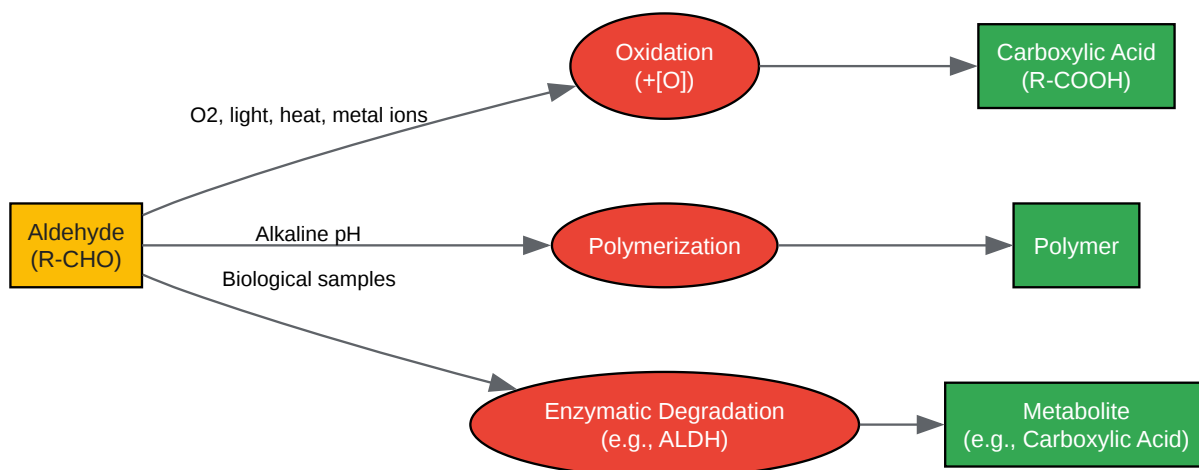 Oxidation
(+[O])
Carboxylic Acid
(R-COOH)
O2, light, heat, metal ions
Aldehyde
(R-CHO)
Alkaline pH
Polymerization
Polymer
Biological samples
Enzymatic Degradation
(e.g., ALDH)
Metabolite
(e.g., Carboxylic Acid)